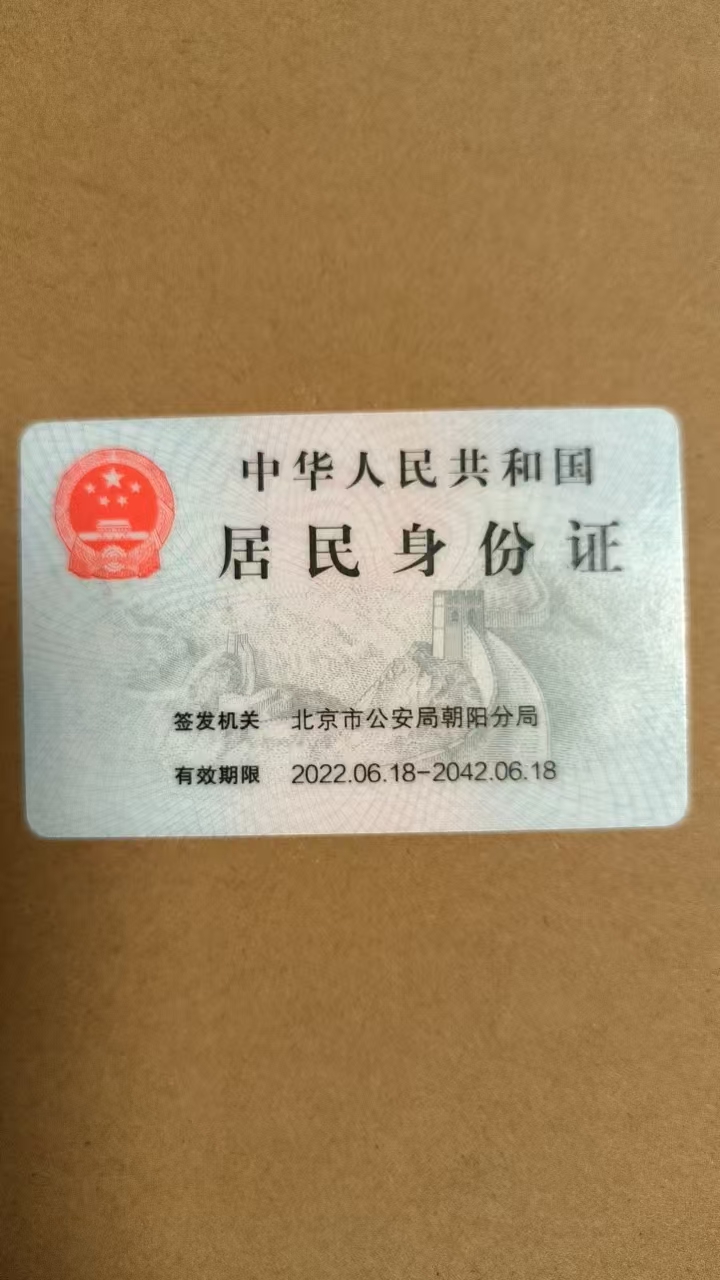 中华人民共和国
居民身份证
签发机关 北京市公安局朝阳分局
有效期限 2022.06.18-2042.06.18